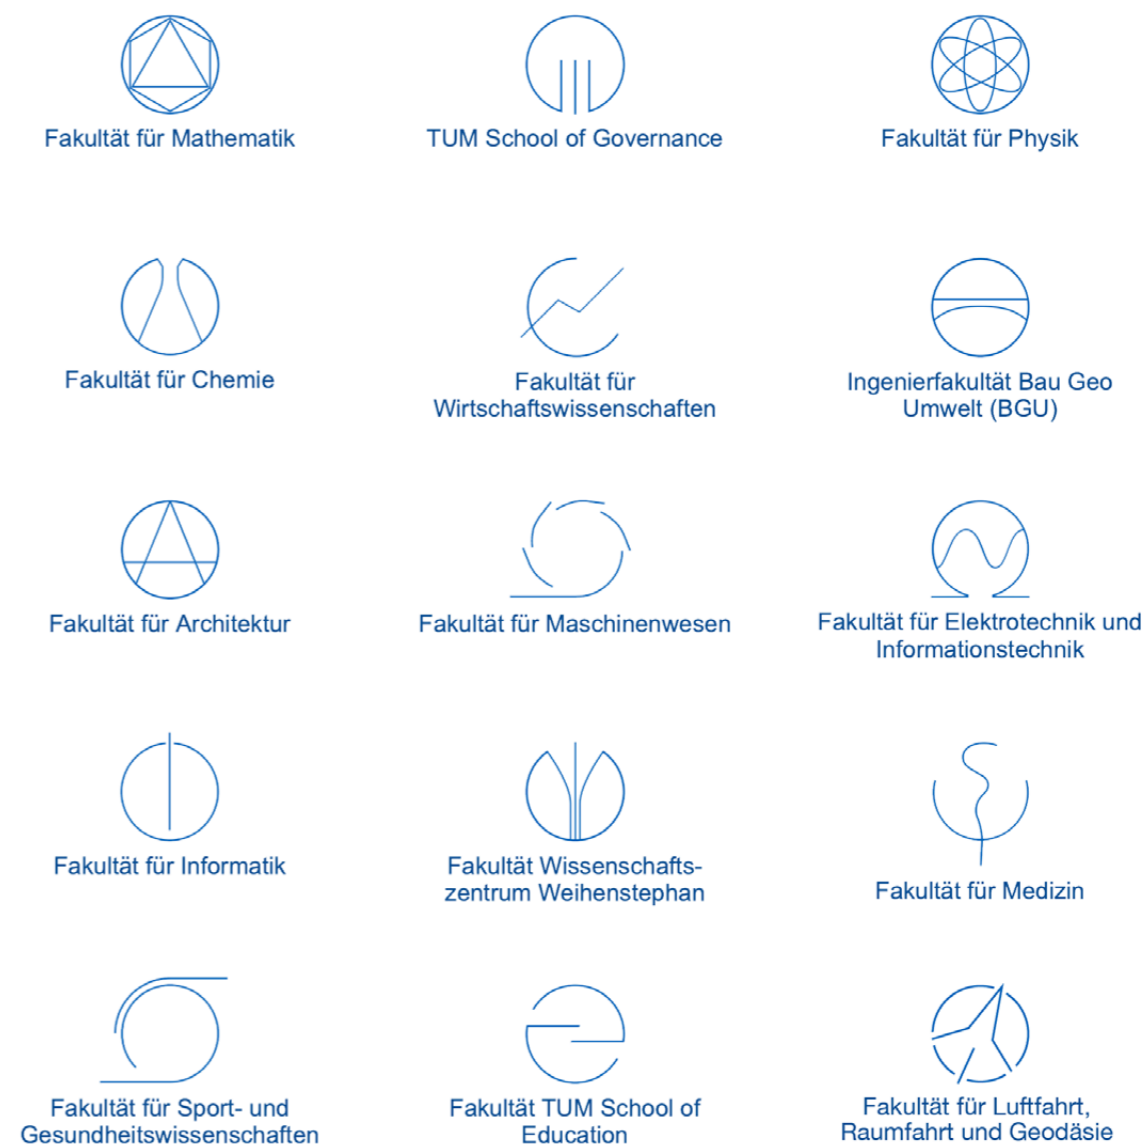 Fakultät für Mathematik
TUM School of Governance
Fakultät für Physik
Fakultät für Chemie
Fakultät für
Wirtschaftswissenschaften
Ingenierfakultät Bau Geo
Umwelt (BGU)
Fakultät für Architektur
Fakultät für Maschinenwesen
Fakultät für Elektrotechnik und
Informationstechnik
Fakultät für Informatik
Fakultät Wissenschafts-
zentrum Weihenstephan
Fakultät für Medizin
Fakultät für Sport- und
Gesundheitswissenschaften
Fakultät TUM School of
Education
Fakultät für Luftfahrt,
Raumfahrt und Geodäsie